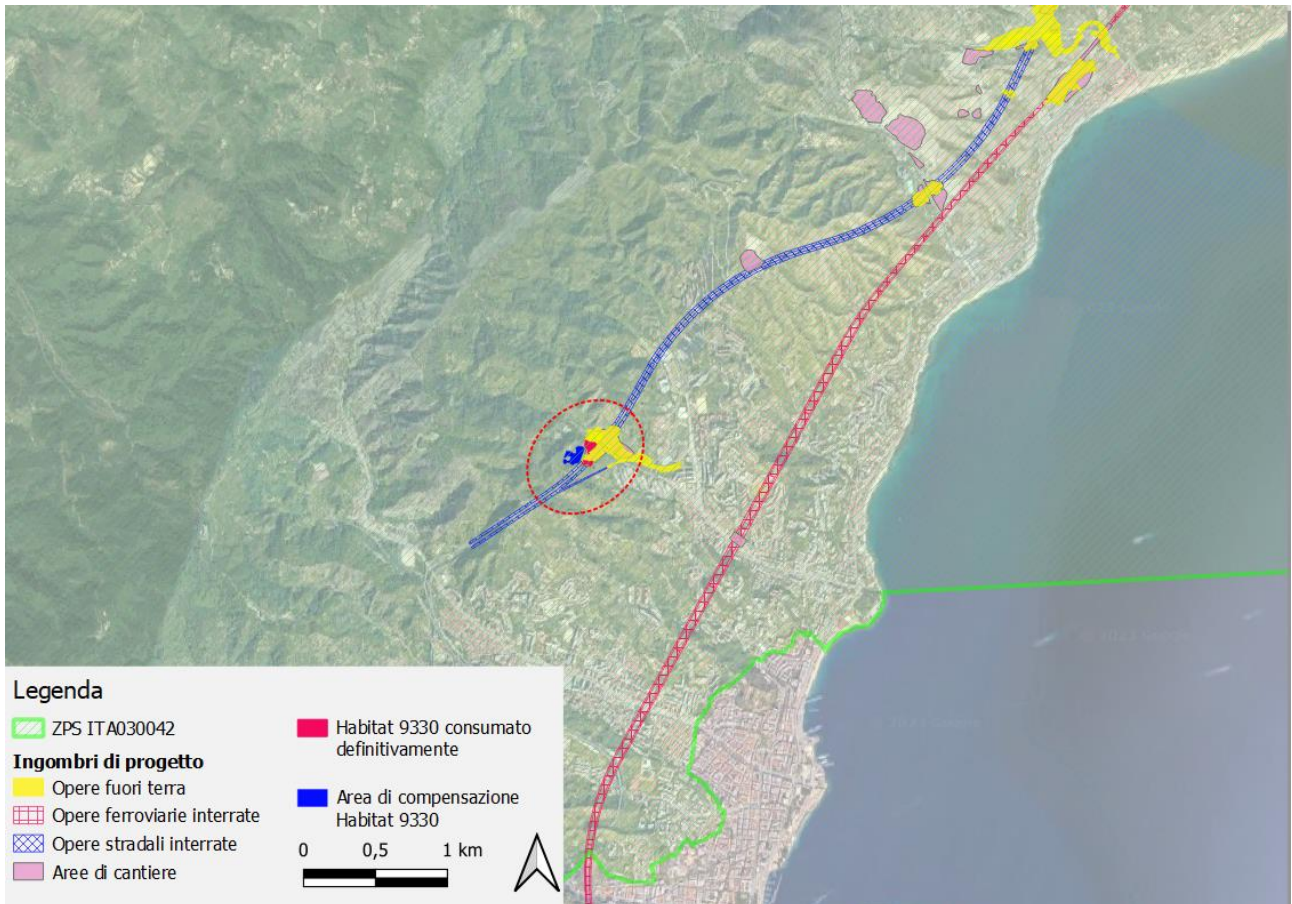 Legenda
ZPS ITA030042
Ingombri di progetto
Opere fuori terra
Opere ferroviarie interrate
Opere stradali interrate
Aree di cantiere
Habitat 9330 consumato
definitivamente
Area di compensazione
Habitat 9330
0 0,5 1 km